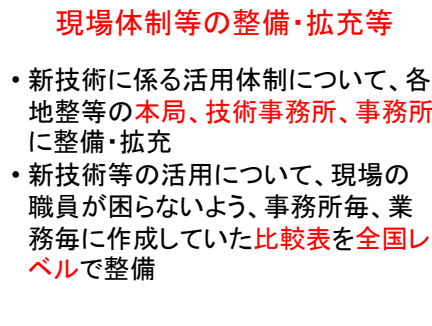 現場体制等の整備・拡充等
• 新技術に係る活用体制について、各
地整等の本局、技術事務所、事務所
に整備・拡充
• 新技術等の活用について、現場の
職員が困らないよう、事務所毎、業
務毎に作成していた比較表を全国レ
ベルで整備